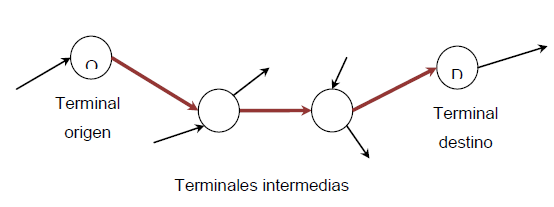 O
D
Terminal
origen
Terminal
destino
Terminales intermedias